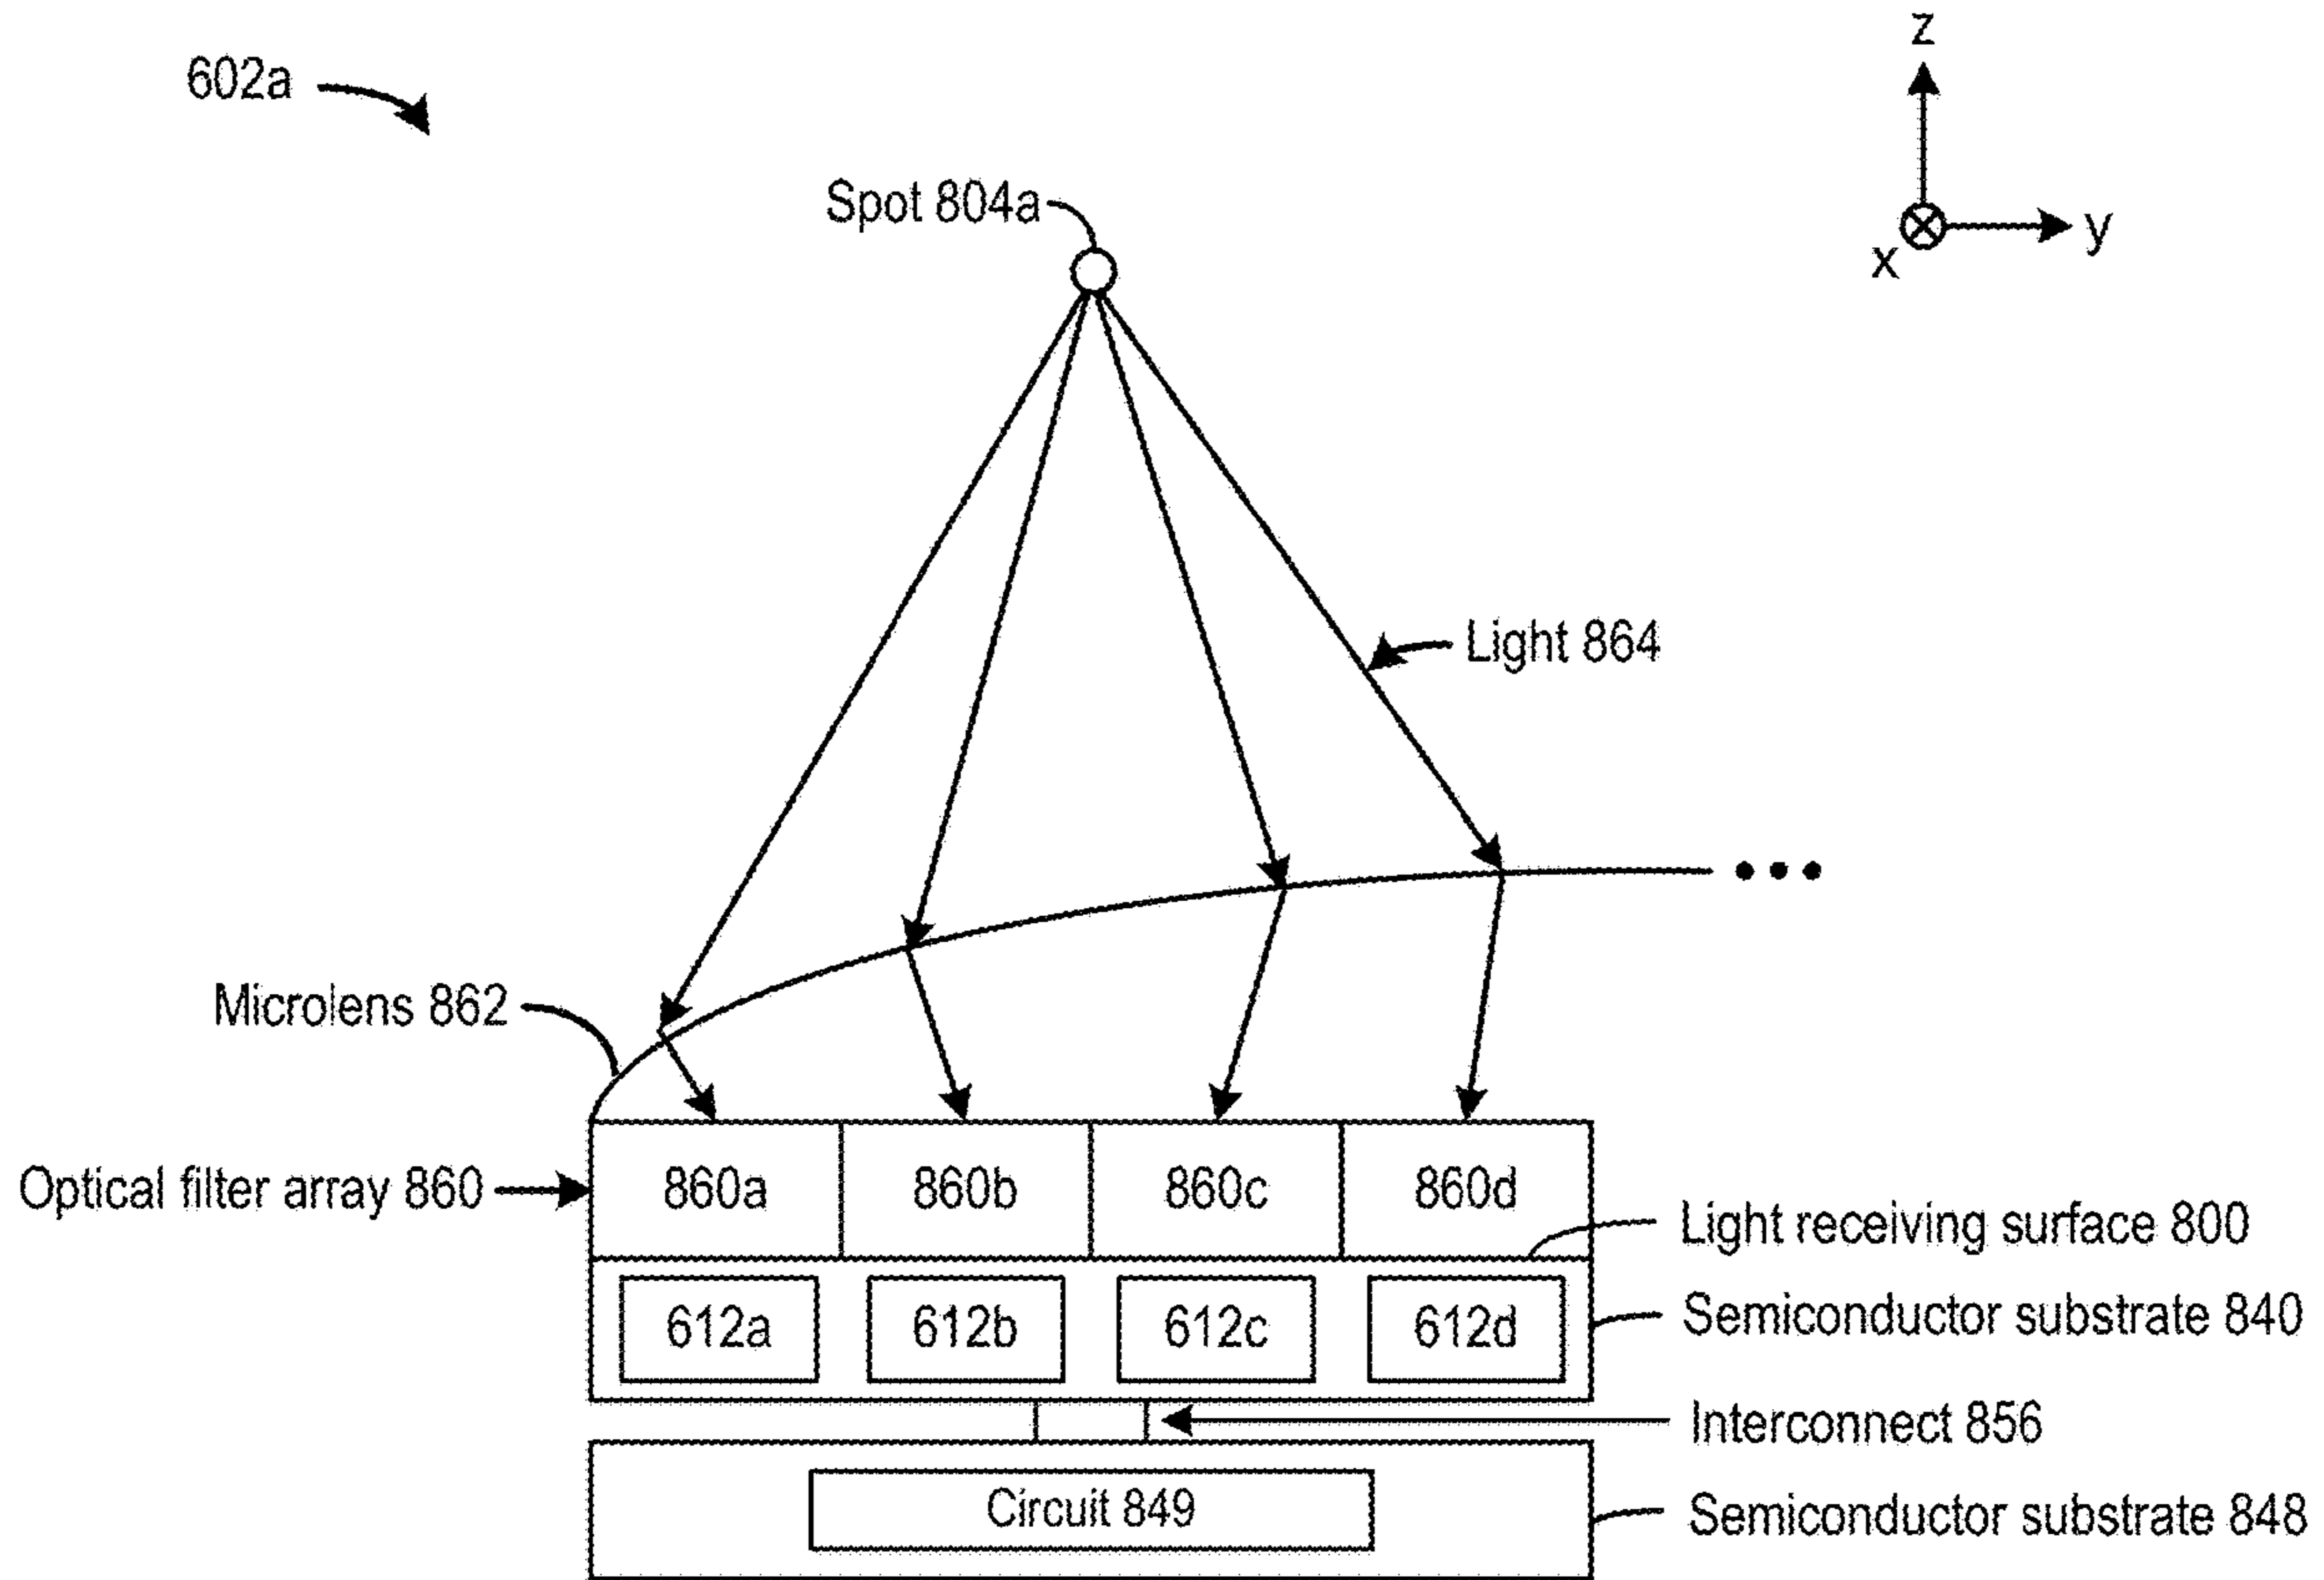 602a
z
Spot 804a
y
x
Light 864
Microlens 862
Optical filter array 860
860a
860b
860c
860d
Light receiving surface 800
612a
612b
612c
612d
Semiconductor substrate 840
Interconnect 856
Circuit 849
Semiconductor substrate 848